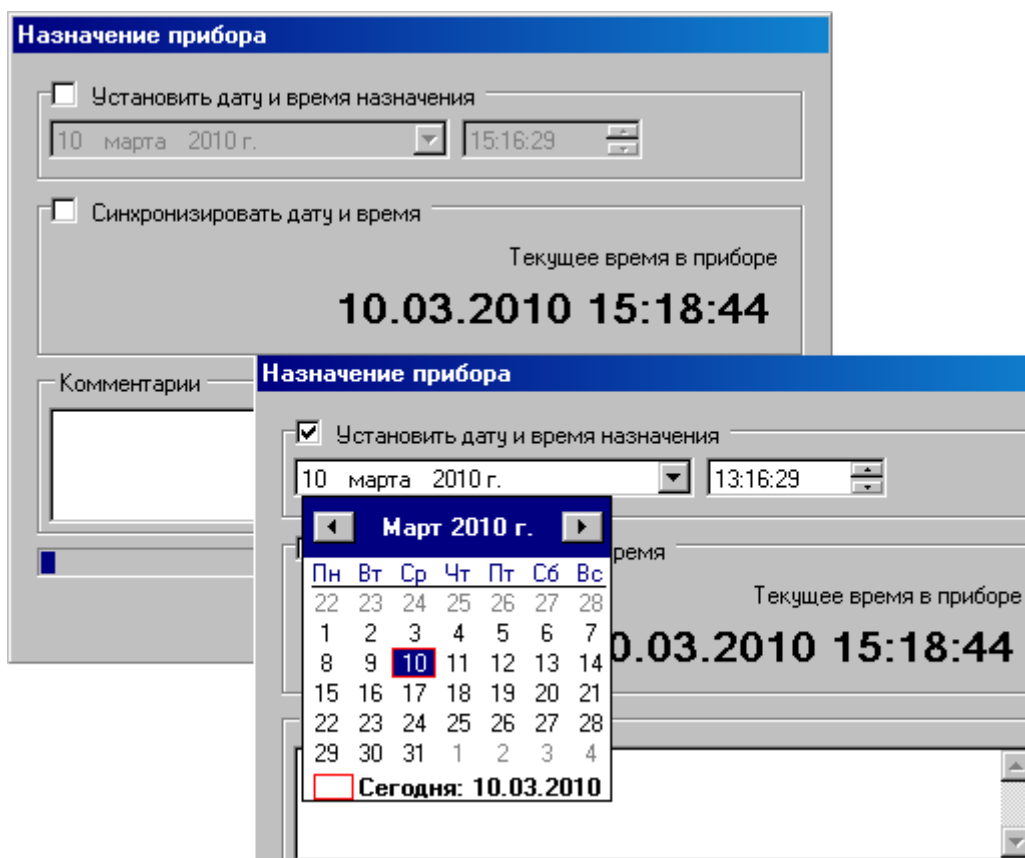 Назначение прибора
Установить дату и время назначения
10 марта 2010 г. 15:16:29
Синхронизировать дату и время
Текущее время в приборе
10.03.2010 15:18:44
Комментарии
Назначение прибора
Установить дату и время назначения
10 марта 2010 г. 13:16:29
Март 2010 г.
Пн Вт Ср Чт Пт Сб Вс
22 23 24 25 26 27 28
1 2 3 4 5 6 7
8 9 10 11 12 13 14
15 16 17 18 19 20 21
22 23 24 25 26 27 28
29 30 31 1 2 3 4
Сегодня: 10.03.2010
ремя
Текущее время в приборе
0.03.2010 15:18:44